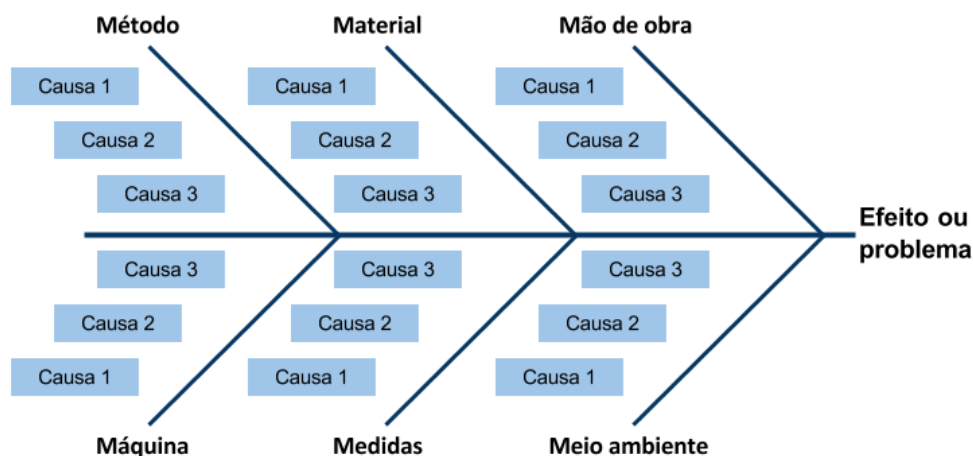 Método
Material
Mão de obra
Causa 1
Causa 1
Causa 1
Causa 2
Causa 2
Causa 2
Causa 3
Causa 3
Causa 3
Efeito ou
problema
Causa 3
Causa 3
Causa 3
Causa 2
Causa 2
Causa 2
Causa 1
Causa 1
Causa 1
Máquina
Medidas
Meio ambiente